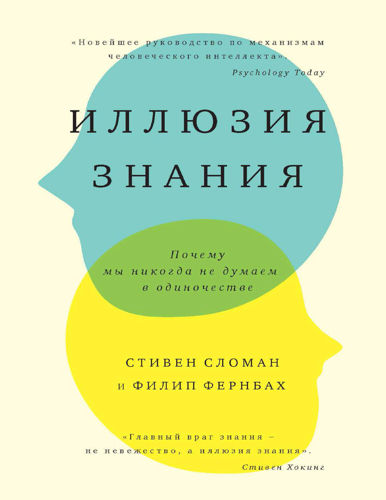 «Новейшее руководство по механизмам
человеческого интеллекта».
Psychology Today
ИЛЛЮЗИЯ
ЗНАНИЯ
Почему
мы никогда не думаем
в одиночестве
СТИВЕН СЛОМАН
И ФИЛИП ФЕРНБАХ
«Главный враг знания –
не невежество, а иллюзия знания».
Стивен Хокинг